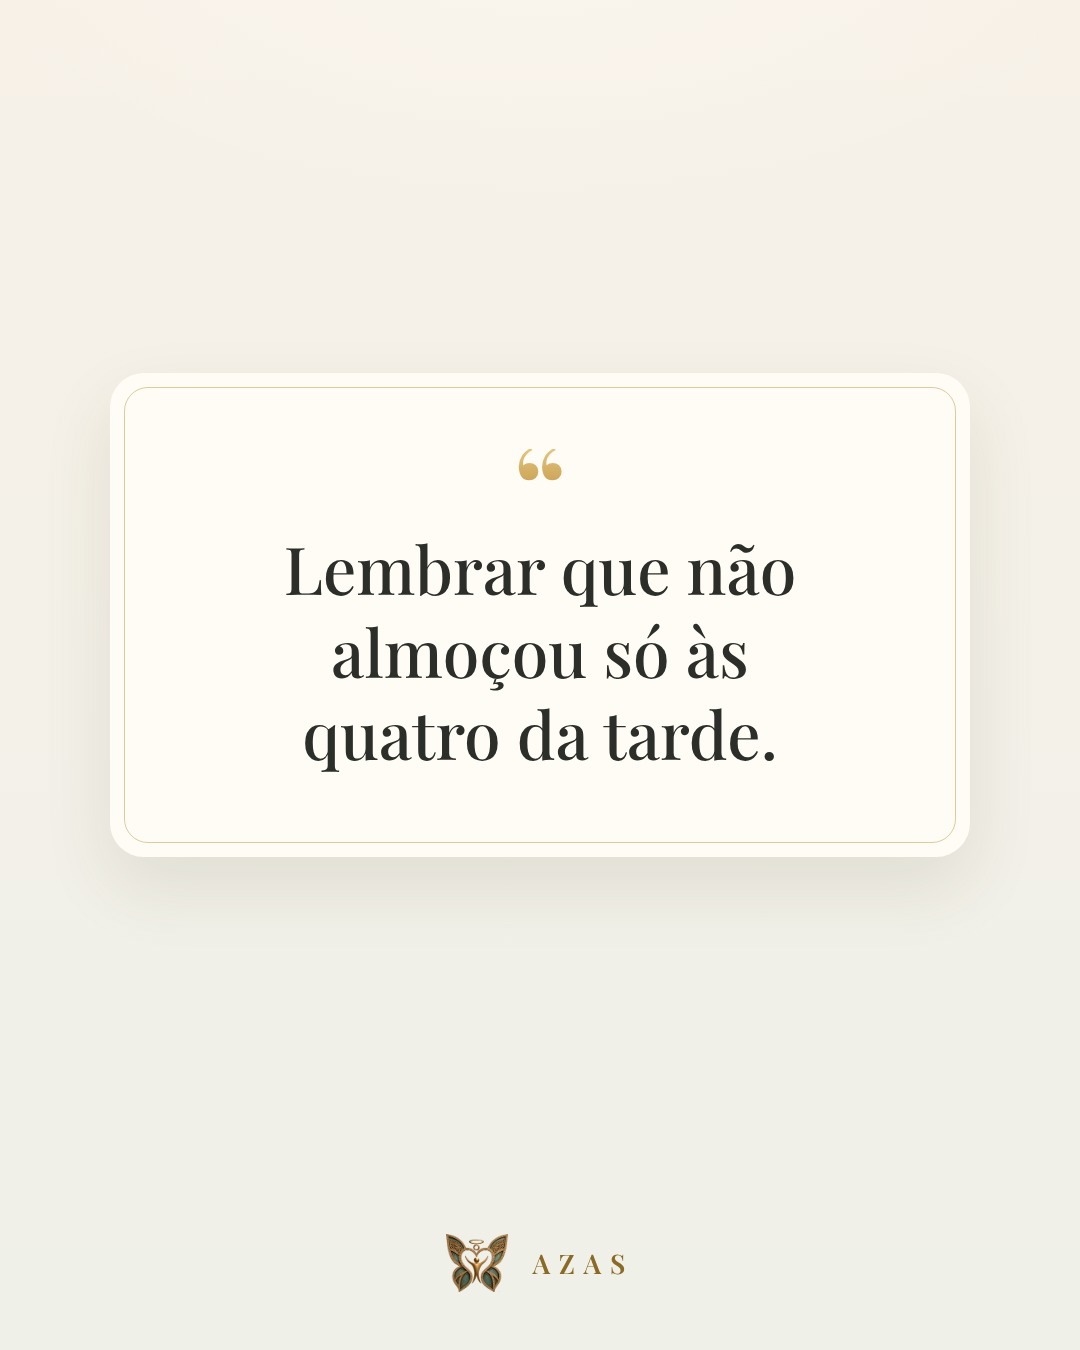 “
Lembrar que não
almoçou só às
quatro da tarde.
AZAS